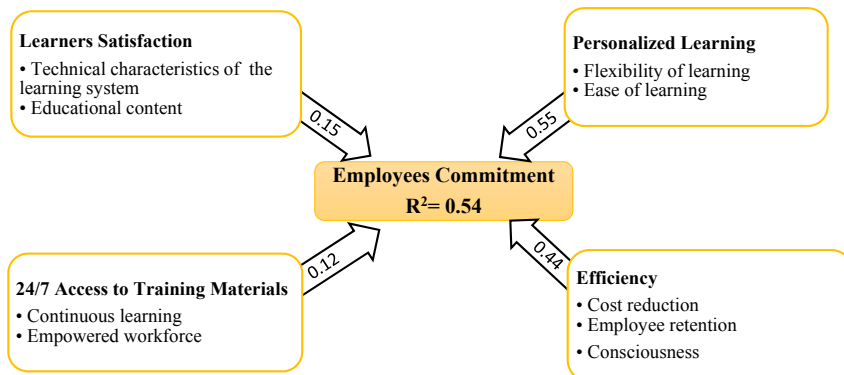 Learners Satisfaction
• Technical characteristics of the
learning system
• Educational content
0.15
Personalized Learning
• Flexibility of learning
• Ease of learning
0.55
Employees Commitment
R²= 0.54
24/7 Access to Training Materials
• Continuous learning
• Empowered workforce
0.12
Efficiency
• Cost reduction
• Employee retention
• Consciousness
0.44